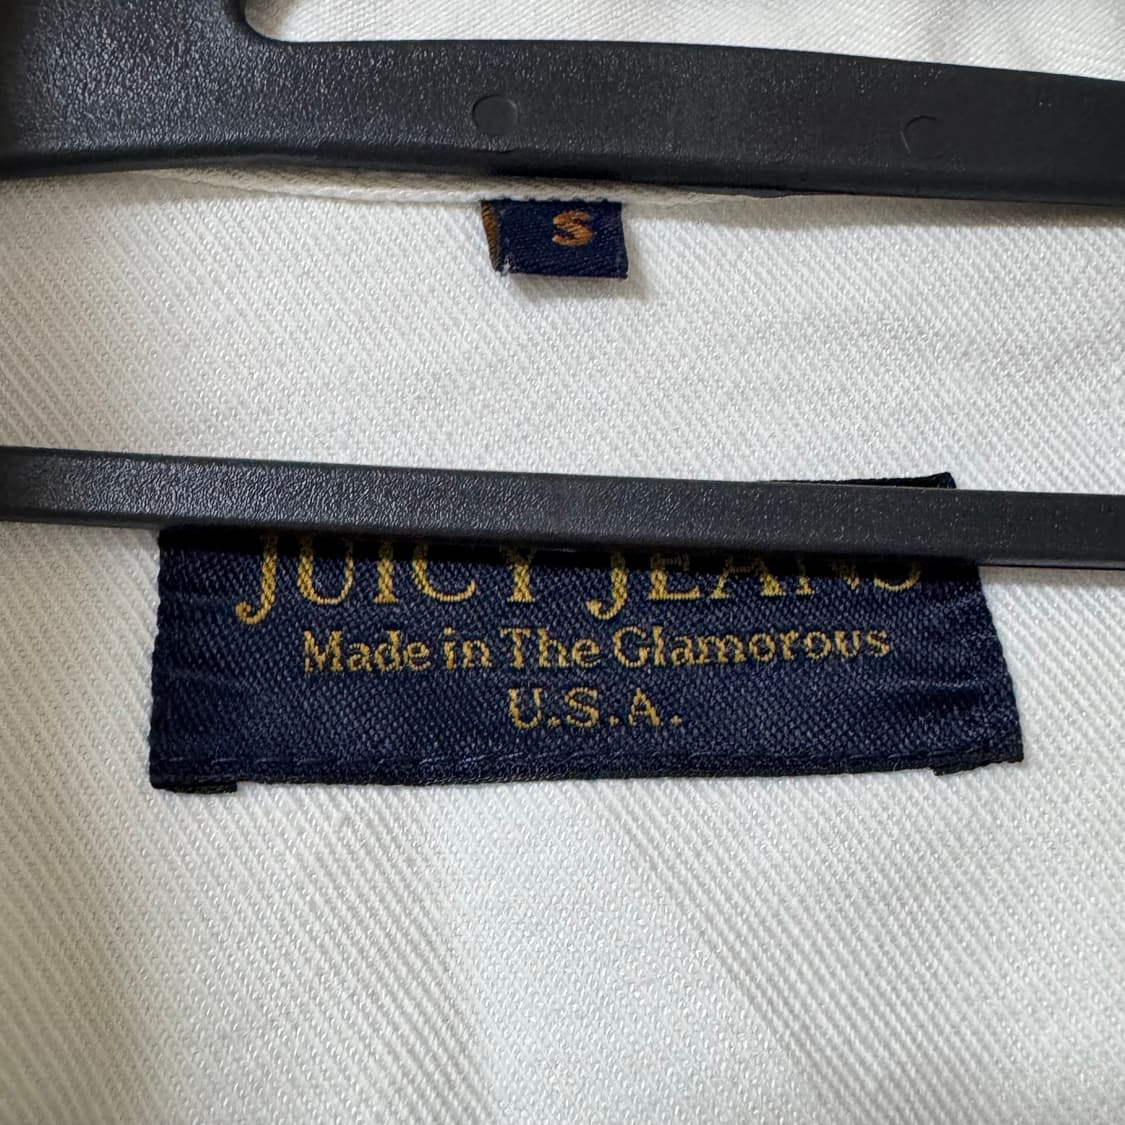 S
JUICY JEANS
Made in The Glamorous
U.S.A.